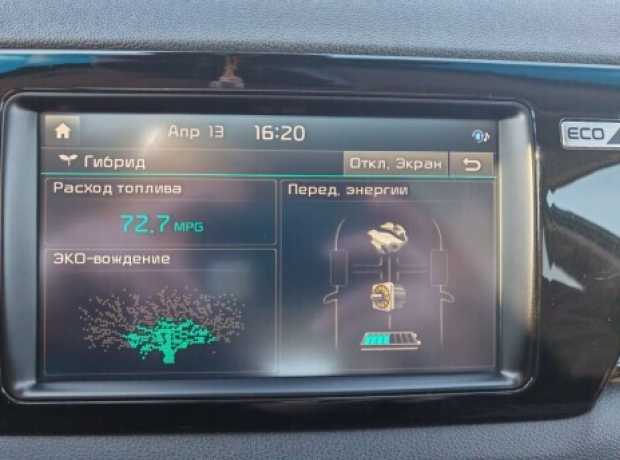 Апр 13 16:20
ECO
Гибрид Откл. Экран
Расход топлива
72.7 MPG
ЭКО-вождение
Перед. энергии